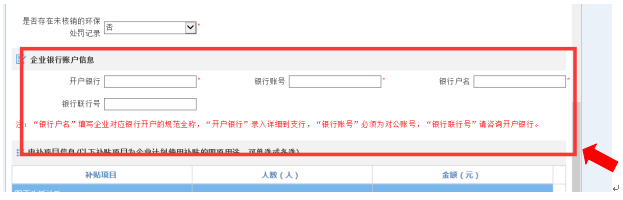 是否存在未核销的环保
处罚记录 否 *
企业银行账户信息
开户银行 * 银行账号 * 银行户名 *
银行联行号
注：“银行户名”填写企业对应银行开户的规范全称，“开户银行”录入详细到支行，“银行账号”必须为对公账号，“银行联行号”请咨询开户银行。
补贴项目 人数（人） 金额（元）